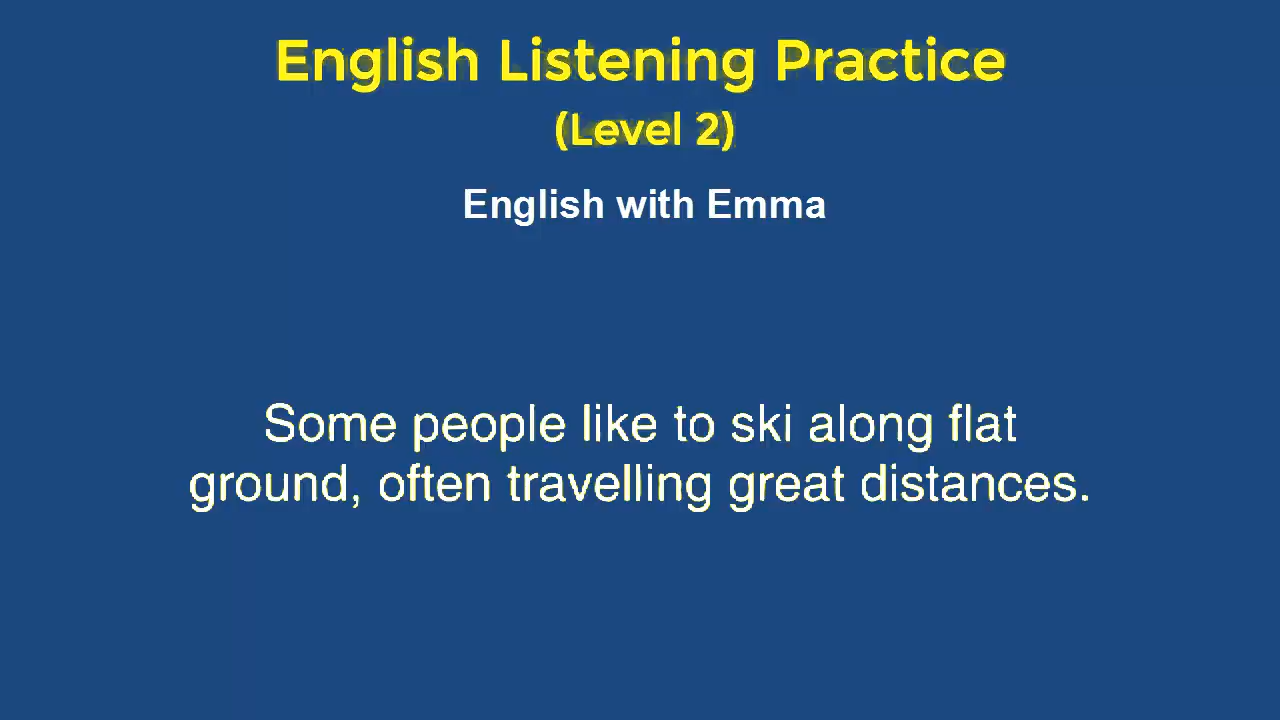 English Listening Practice
(Level 2)
English with Emma
Some people like to ski along flat
ground, often travelling great distances.